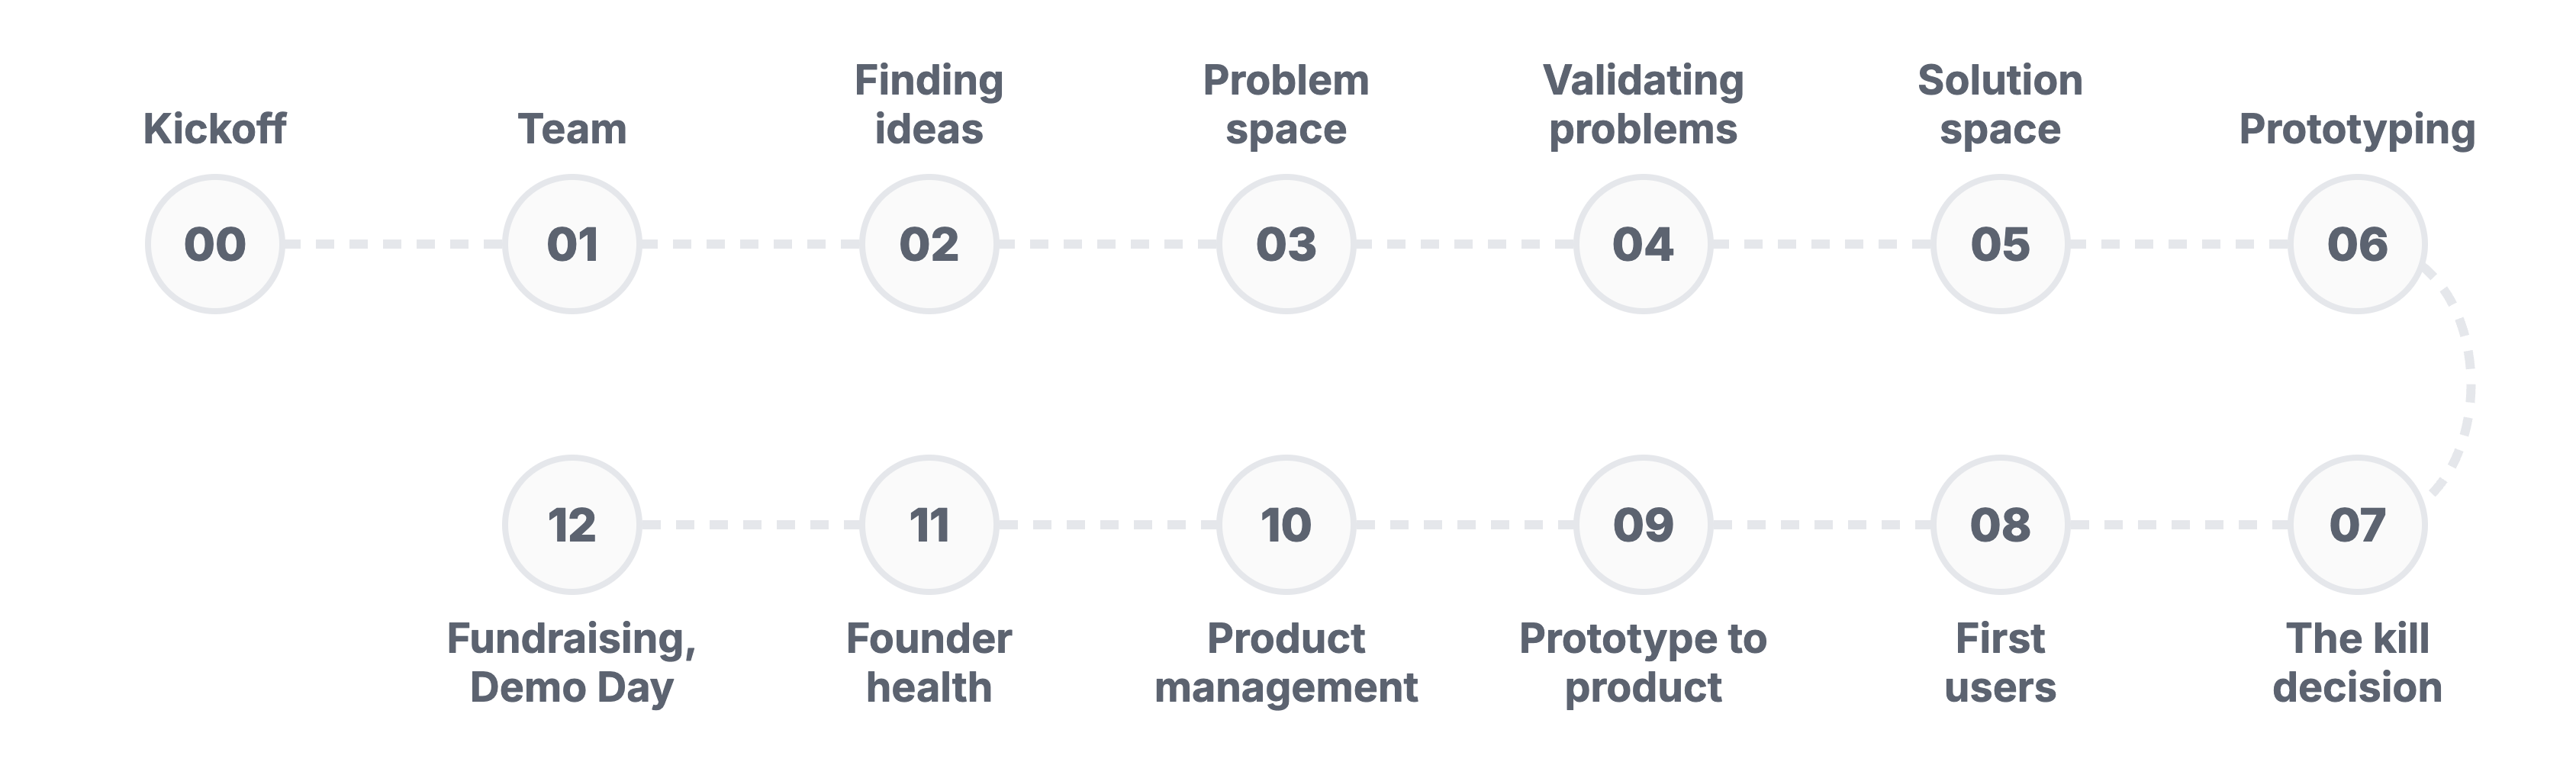 Kickoff
Team
Finding
ideas
Problem
space
Validating
problems
Solution
space
Prototyping
00
01
02
03
04
05
06
12
11
10
09
08
07
Fundraising,
Demo Day
Founder
health
Product
management
Prototype to
product
First
users
The kill
decision